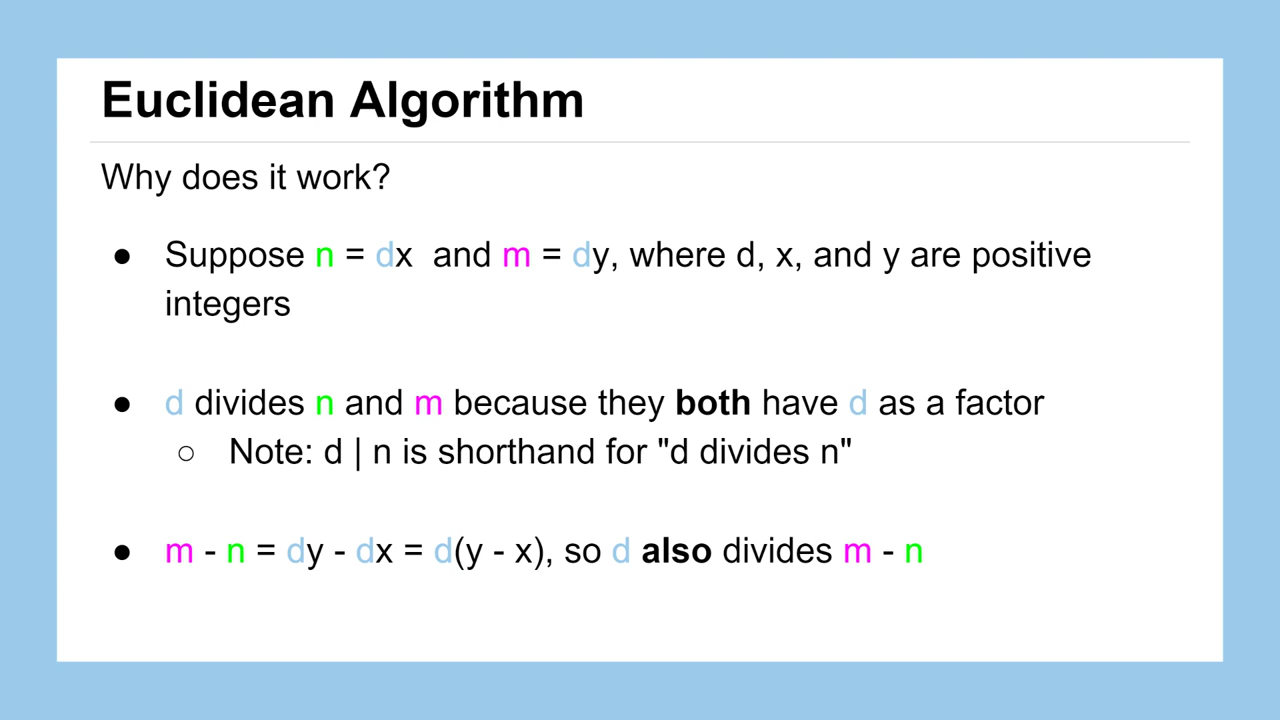 Euclidean Algorithm
Why does it work?
● Suppose n = dx and m = dy, where d, x, and y are positive
integers
● d divides n and m because they both have d as a factor
○ Note: d | n is shorthand for "d divides n"
● m - n = dy - dx = d(y - x), so d also divides m - n